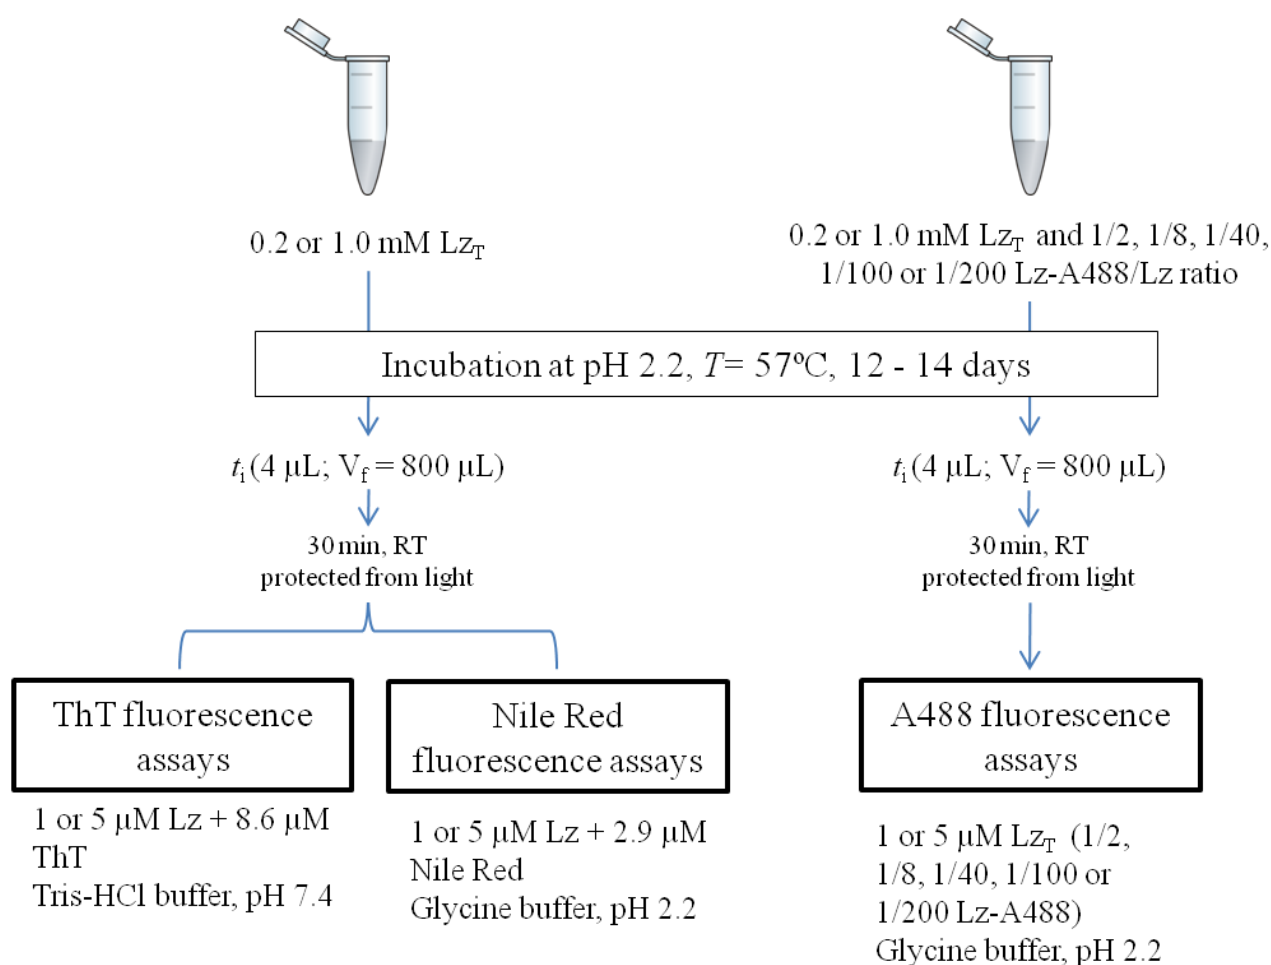 0.2 or 1.0 mM LzT
0.2 or 1.0 mM LzT and 1/2, 1/8, 1/40,
1/100 or 1/200 Lz-A488/Lz ratio
Incubation at pH 2.2, T= 57ºC, 12 - 14 days
ti (4 µL; Vf = 800 µL)
30 min, RT
protected from light
ti (4 µL; Vf = 800 µL)
30 min, RT
protected from light
ThT fluorescence
assays
1 or 5 µM Lz + 8.6 µM
ThT
Tris-HCl buffer, pH 7.4
Nile Red
fluorescence assays
1 or 5 µM Lz + 2.9 µM
Nile Red
Glycine buffer, pH 2.2
A488 fluorescence
assays
1 or 5 µM LzT (1/2,
1/8, 1/40, 1/100 or
1/200 Lz-A488)
Glycine buffer, pH 2.2